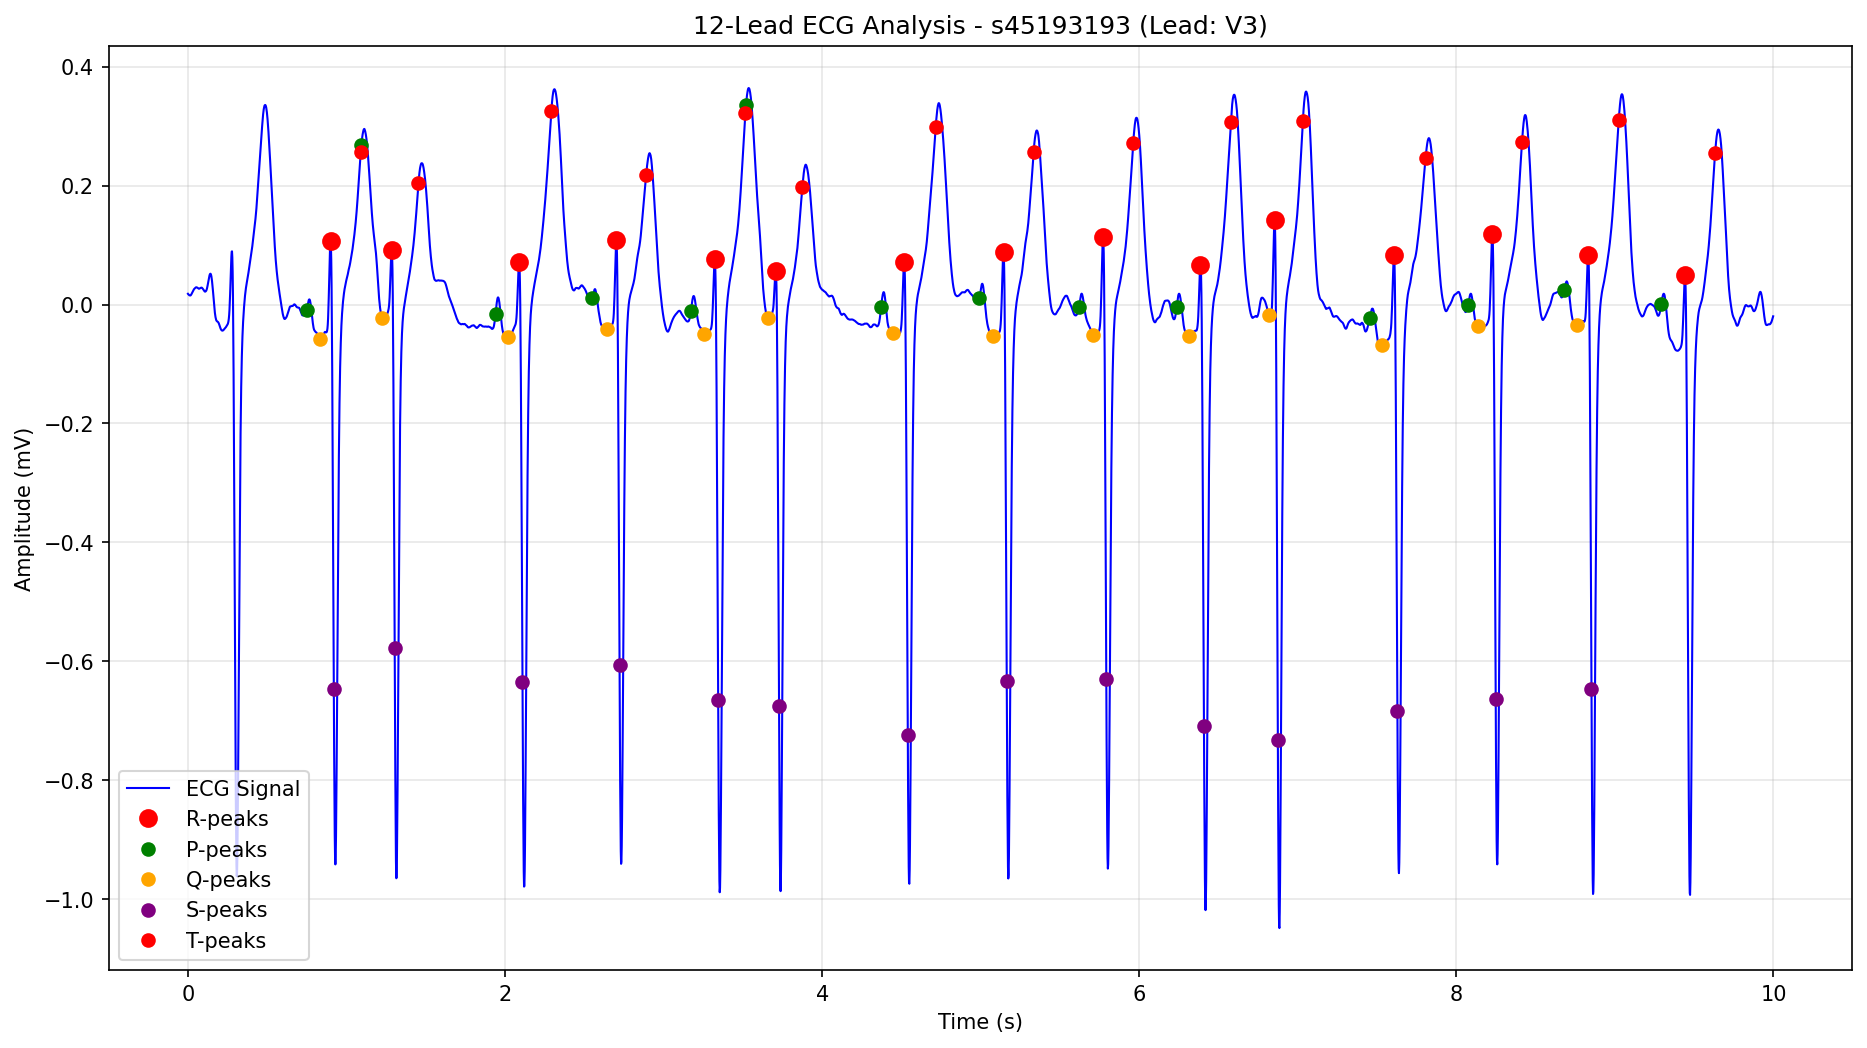 12-Lead ECG Analysis - s45193193 (Lead: V3)
0.4
0.2
0.0
−0.2
−0.4
−0.6
−0.8
−1.0
Amplitude (mV)
ECG Signal
R-peaks
P-peaks
Q-peaks
S-peaks
T-peaks
0
2
4
6
8
10
Time (s)